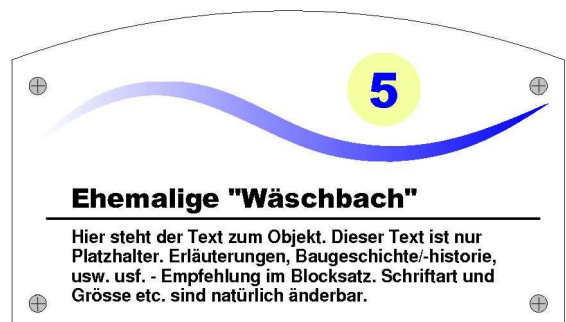 5
Ehemalige "Wäschbach"
Hier steht der Text zum Objekt. Dieser Text ist nur
Platzhalter. Erläuterungen, Baugeschichte/-historie,
usw. usf. - Empfehlung im Blocksatz. Schriftart und
Grösse etc. sind natürlich änderbar.